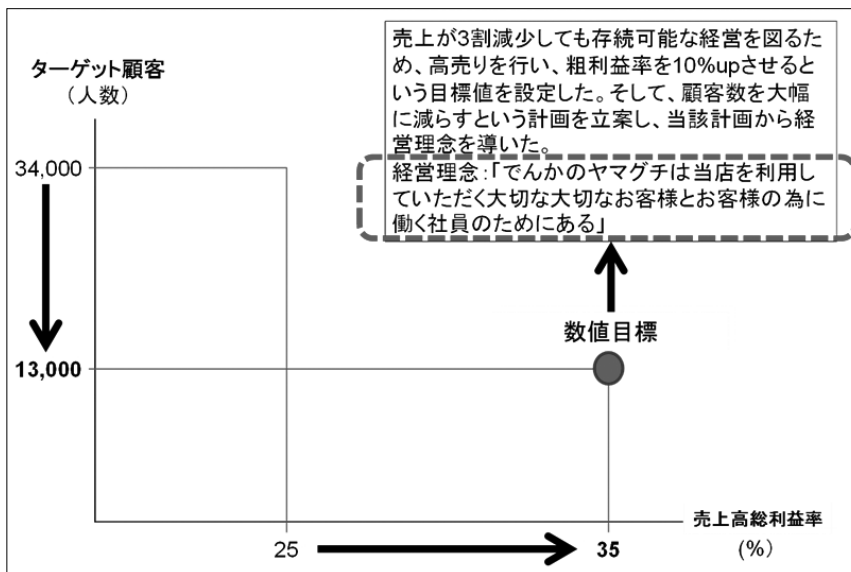 売上が3割減少しても存続可能な経営を図るた
め、高売りを行い、粗利益率を10%upさせると
いう目標値を設定した。そして、顧客数を大幅
に減らすという計画を立案し、当該計画から経
営理念を導いた。
経営理念:「でんかのヤマグチは当店を利用し
ていただく大切な大切なお客様とお客様の為に
働く社員のためにある」
ターゲット顧客
(人数)
34,000
13,000
数値目標
売上高総利益率
25
35
(%)